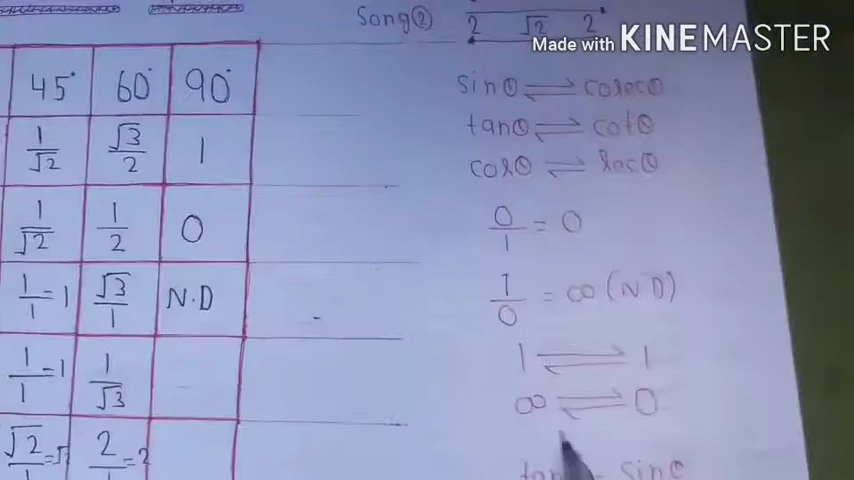 Song②
2 √2 2
Made with KINEMASTER
45° 60° 90°
1/√2 √3/2 1
1/√2 1/2 0
1/1=1 √3/1 N.D
1/1=1 1/√3
2/1=2
sinθ ⇌ cosecθ
tanθ ⇌ cotθ
cosθ ⇌ secθ
0/1 = 0
1/0 = ∞ (N D)
1 ⇌ 1
∞ ⇌ 0